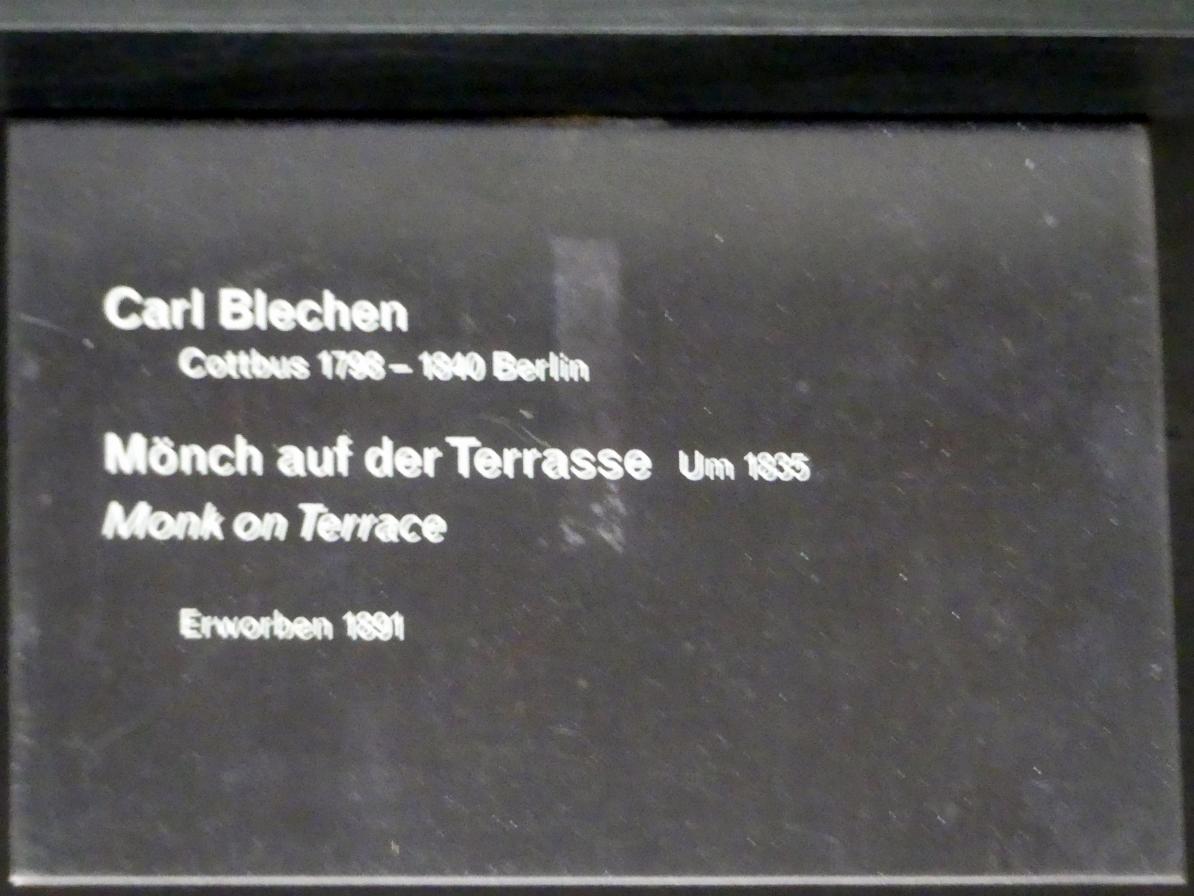 Carl Blechen
Cottbus 1798 – 1840 Berlin
Mönch auf der Terrasse Um 1835
Monk on Terrace
Erworben 1891